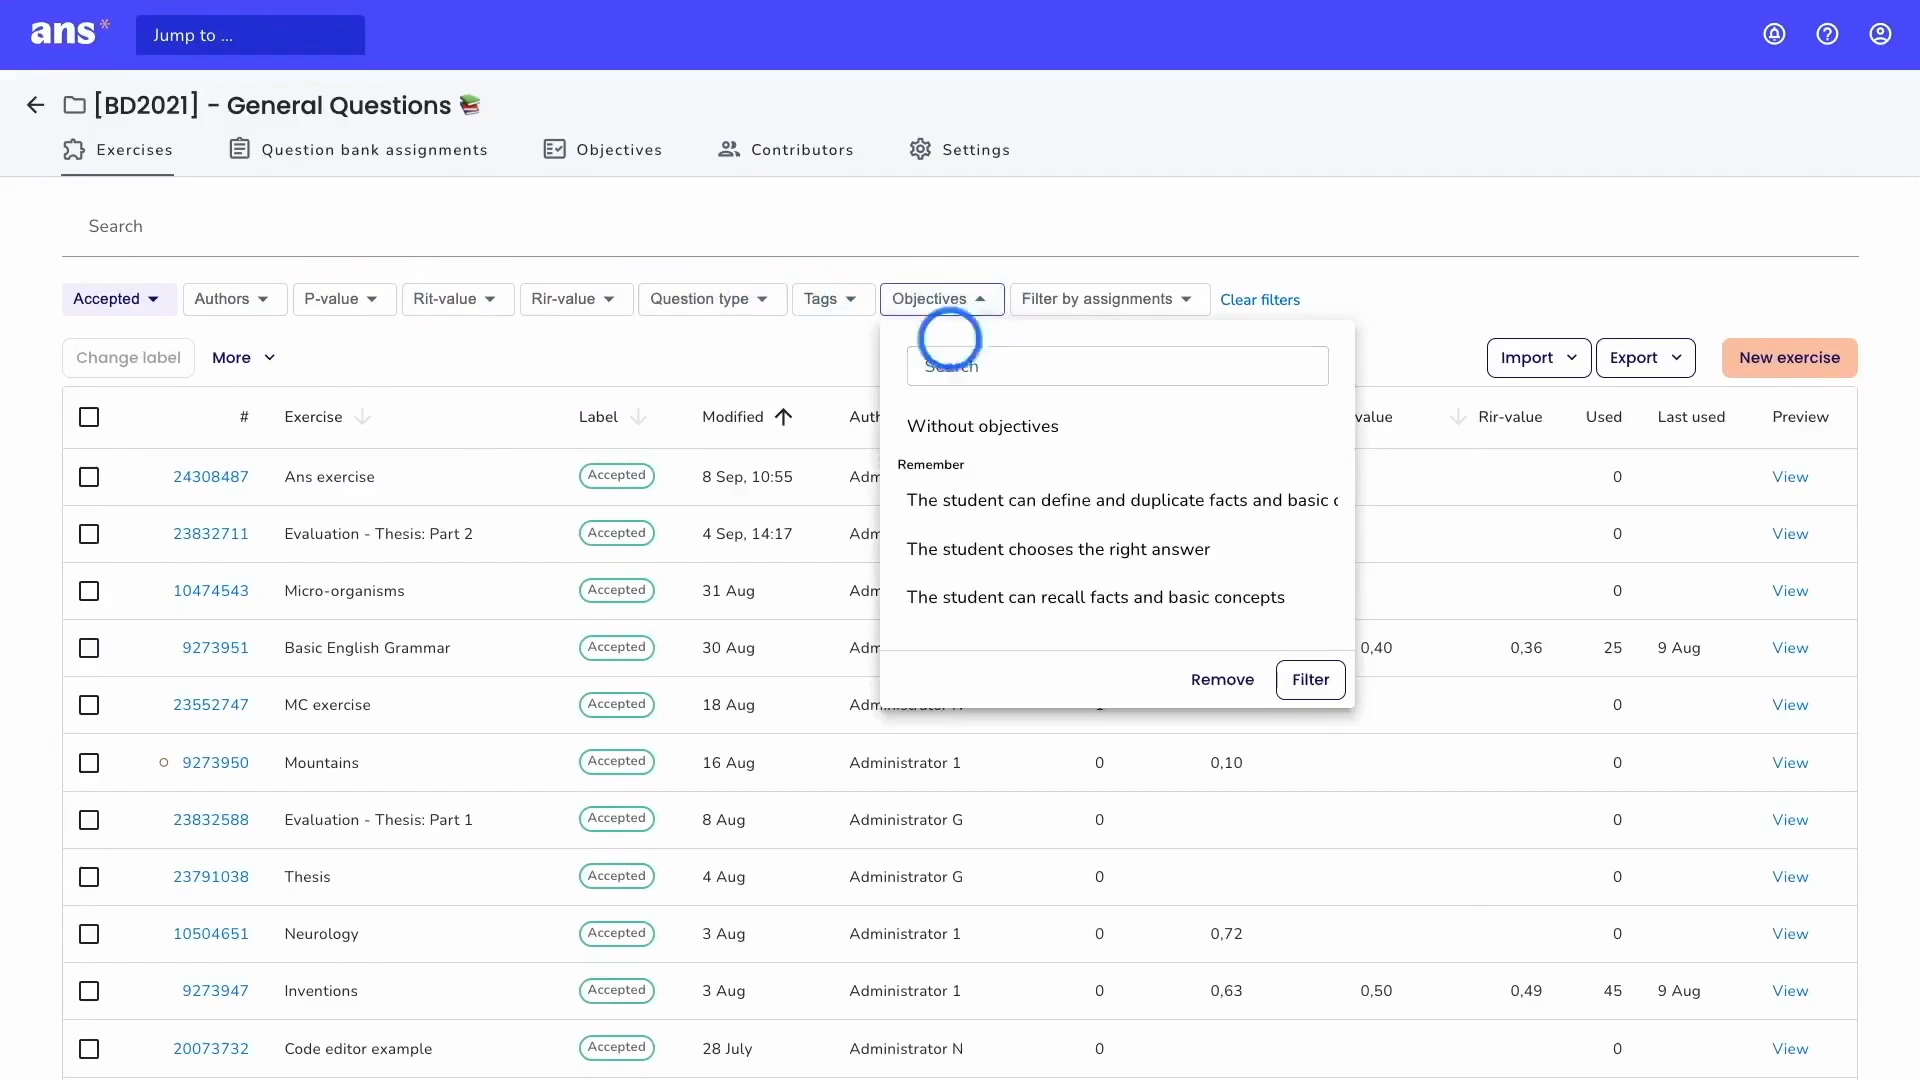 ans*
Jump to ...
[BD2021] - General Questions
Exercises
Question bank assignments
Objectives
Contributors
Settings
Search
Accepted
Authors
P-value
Rit-value
Rir-value
Question type
Tags
Objectives
Filter by assignments
Clear filters
Change label
More
Search
Import
Export
New exercise
# Exercise Label Modified Auth value Rir-value Used Last used Preview
Without objectives
Remember
The student can define and duplicate facts and basic c
The student chooses the right answer
The student can recall facts and basic concepts
Remove
Filter
24308487 Ans exercise Accepted 8 Sep, 10:55 Adm 0 View
23832711 Evaluation - Thesis: Part 2 Accepted 4 Sep, 14:17 Adm 0 View
10474543 Micro-organisms Accepted 31 Aug Adm 0 View
9273951 Basic English Grammar Accepted 30 Aug Adm 0,40 0,36 25 9 Aug View
23552747 MC exercise Accepted 18 Aug Adm 0 View
9273950 Mountains Accepted 16 Aug Administrator 1 0 0,10 0 View
23832588 Evaluation - Thesis: Part 1 Accepted 8 Aug Administrator G 0 0 View
23791038 Thesis Accepted 4 Aug Administrator G 0 0 View
10504651 Neurology Accepted 3 Aug Administrator 1 0 0,72 0 View
9273947 Inventions Accepted 3 Aug Administrator 1 0 0,63 0,50 0,49 45 9 Aug View
20073732 Code editor example Accepted 28 July Administrator N 0 0 View